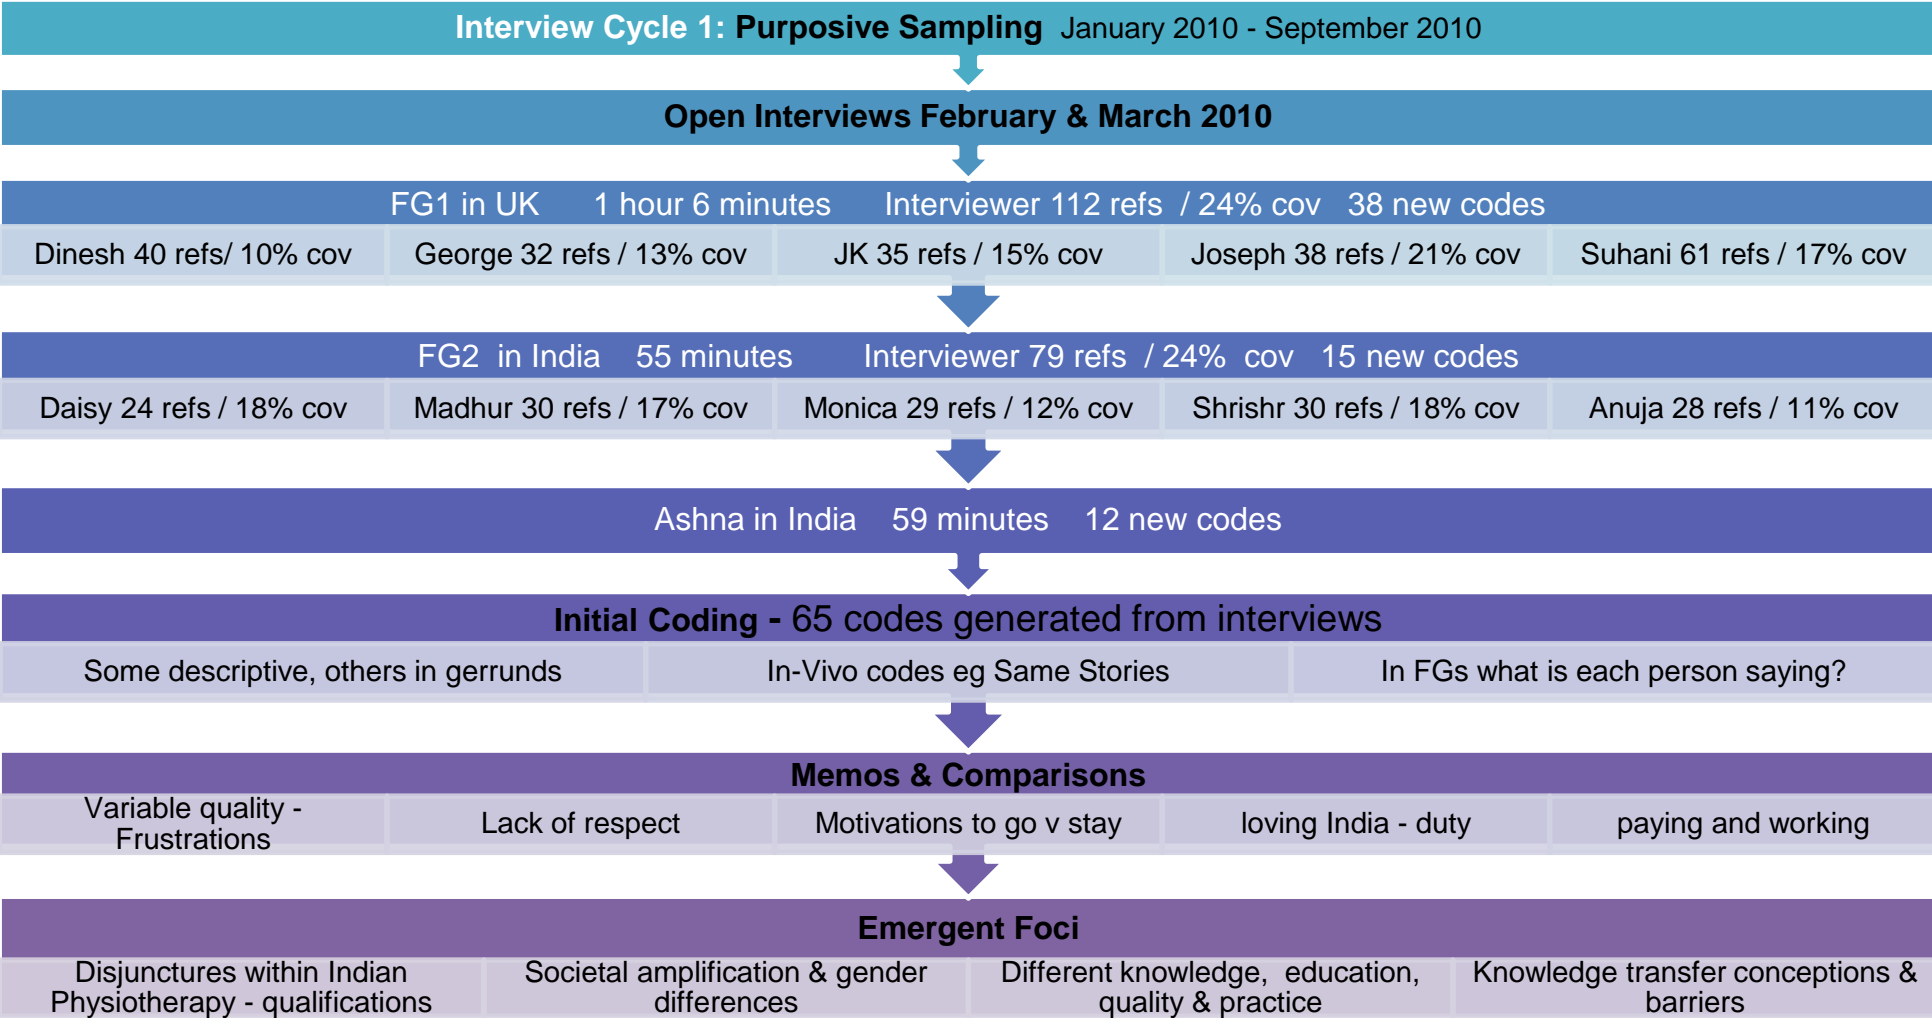 Interview Cycle 1: Purposive Sampling January 2010 - September 2010
Open Interviews February & March 2010
FG1 in UK 1 hour 6 minutes Interviewer 112 refs / 24% cov 38 new codes
Dinesh 40 refs/ 10% cov
George 32 refs / 13% cov
JK 35 refs / 15% cov
Joseph 38 refs / 21% cov
Suhani 61 refs / 17% cov
FG2 in India 55 minutes Interviewer 79 refs / 24% cov 15 new codes
Daisy 24 refs / 18% cov
Madhur 30 refs / 17% cov
Monica 29 refs / 12% cov
Shrishr 30 refs / 18% cov
Anuja 28 refs / 11% cov
Ashna in India 59 minutes 12 new codes
Initial Coding - 65 codes generated from interviews
Some descriptive, others in gerrunds
In-Vivo codes eg Same Stories
In FGs what is each person saying?
Memos & Comparisons
Variable quality -
Frustrations
Lack of respect
Motivations to go v stay
loving India - duty
paying and working
Emergent Foci
Disjunctures within Indian
Physiotherapy - qualifications
Societal amplification & gender
differences
Different knowledge, education,
quality & practice
Knowledge transfer conceptions &
barriers